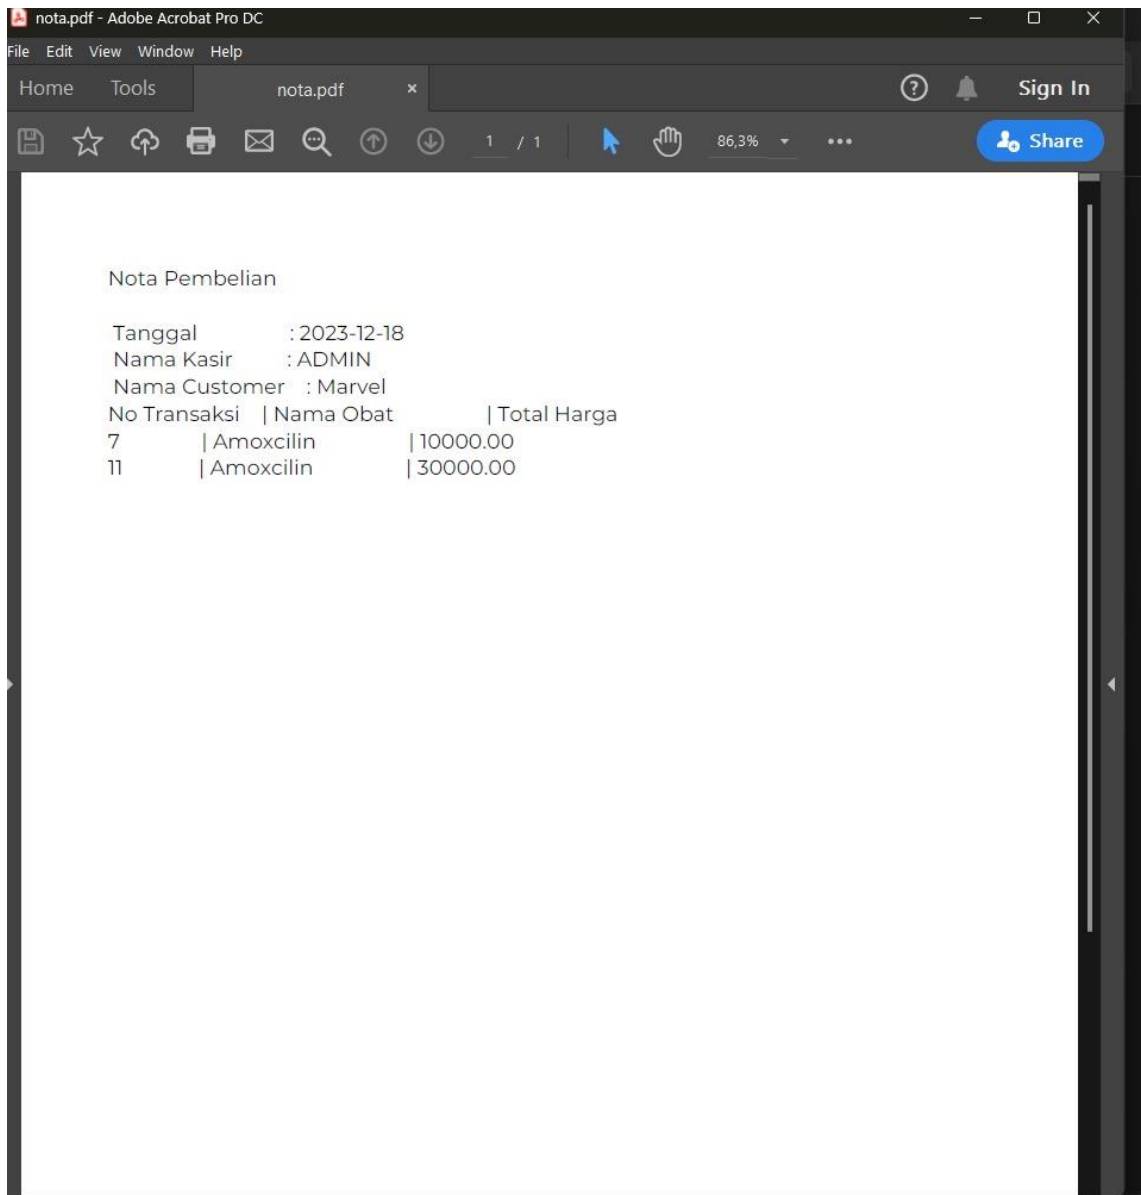 nota.pdf - Adobe Acrobat Pro DC
File Edit View Window Help
Home Tools nota.pdf × Sign In
1 / 1 86,3% Share
Nota Pembelian
Tanggal : 2023-12-18
Nama Kasir : ADMIN
Nama Customer : Marvel
No Transaksi | Nama Obat | Total Harga
7 | Amoxcilin | 10000.00
11 | Amoxcilin | 30000.00